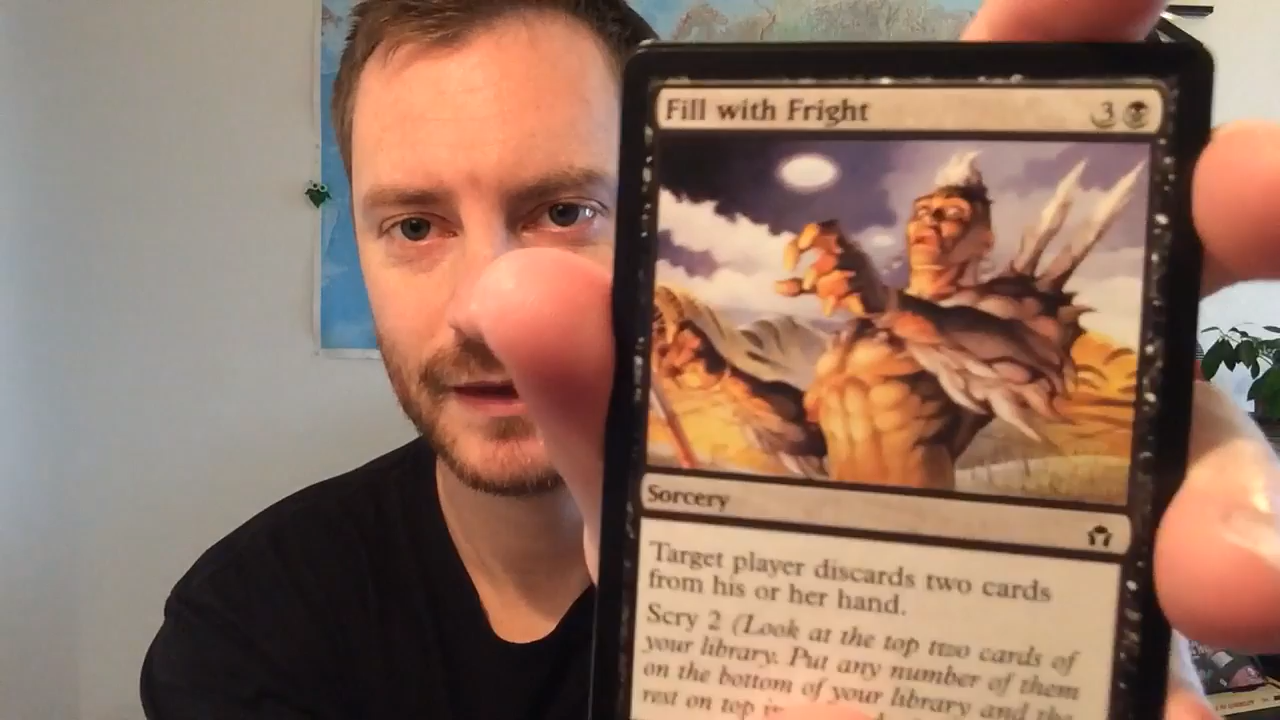 Fill with Fright 3
Sorcery
Target player discards two cards
from his or her hand.
Scry 2 (Look at the top two cards of
your library. Put any number of them
on the bottom of your library and the
rest on top in